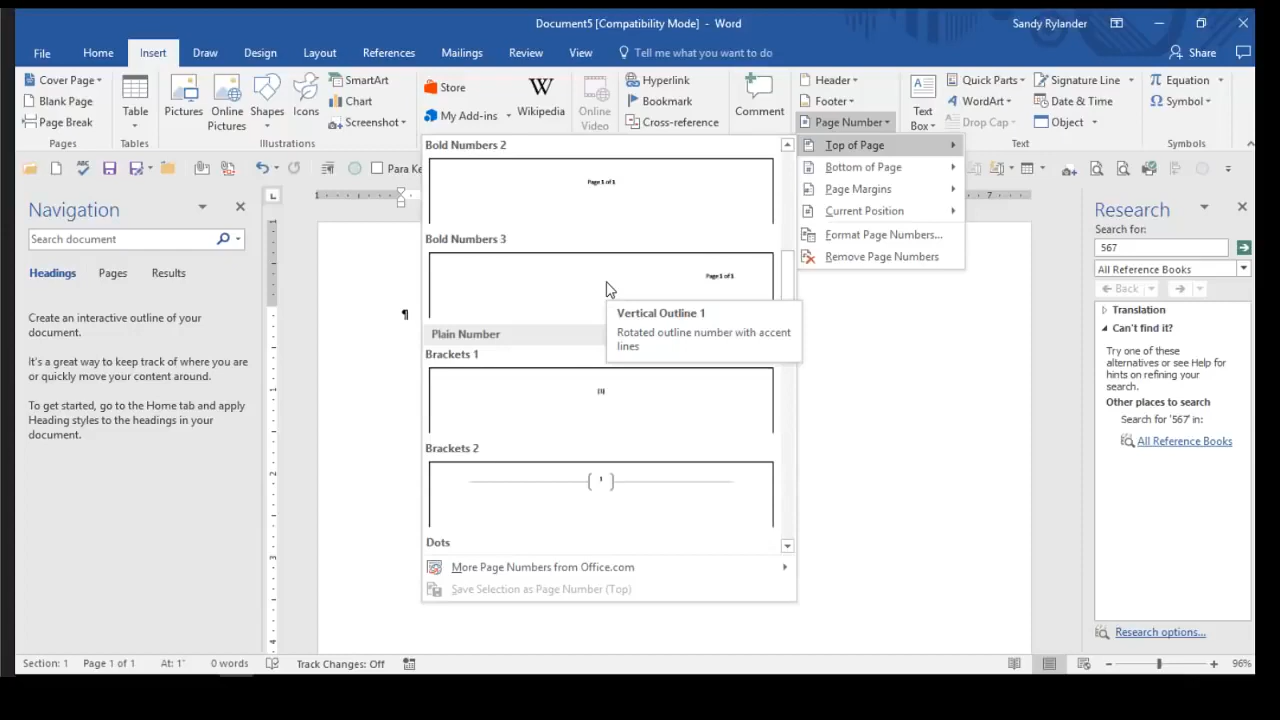 Document5 [Compatibility Mode] - Word
Sandy Rylander
File Home Insert Draw Design Layout References Mailings Review View Tell me what you want to do Share
Cover Page
Blank Page
Page Break
Pages
Table
Tables
Pictures
Online Pictures
Shapes
Icons
SmartArt
Chart
Screenshot
Illustrations
Store
My Add-ins
Wikipedia
Online Video
Hyperlink
Bookmark
Cross-reference
Comment
Header
Footer
Page Number
Text Box
Quick Parts
WordArt
Drop Cap
Signature Line
Date & Time
Object
Text
Equation
Symbol
Symbols
Para Ke
1
7
Navigation
Search document
Headings Pages Results
Create an interactive outline of your
document.
It's a great way to keep track of where you are
or quickly move your content around.
To get started, go to the Home tab and apply
Heading styles to the headings in your
document.
L
1
1
2
3
4
¶
Bold Numbers 2
Page 1 of 1
Bold Numbers 3
Page 1 of 1
Plain Number
Brackets 1
[1]
Brackets 2
1
Dots
More Page Numbers from Office.com
Save Selection as Page Number (Top)
Vertical Outline 1
Rotated outline number with accent
lines
Top of Page
Bottom of Page
Page Margins
Current Position
Format Page Numbers...
Remove Page Numbers
Research
Search for:
567
All Reference Books
Back
Translation
Can't find it?
Try one of these
alternatives or see Help for
hints on refining your
search.
Other places to search
Search for '567' in:
All Reference Books
Research options...
Section: 1 Page 1 of 1 At: 1" 0 words Track Changes: Off 96%